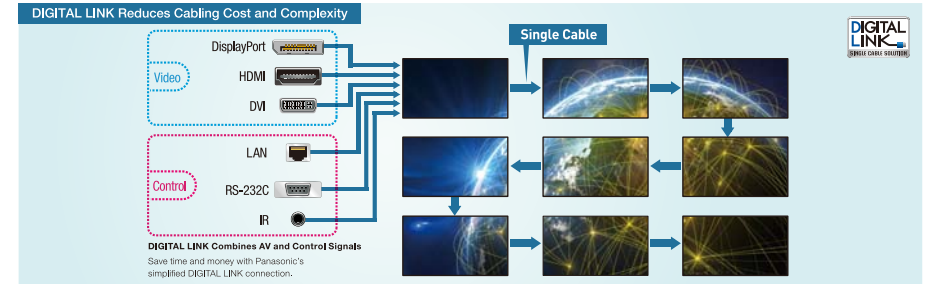 DIGITAL LINK Reduces Cabling Cost and Complexity
DIGITAL
LINK
SINGLE CABLE SOLUTION
Single Cable
DisplayPort
Video
HDMI
DVI
LAN
Control
RS-232C
IR
DIGITAL LINK Combines AV and Control Signals
Save time and money with Panasonic's
simplified DIGITAL LINK connection.